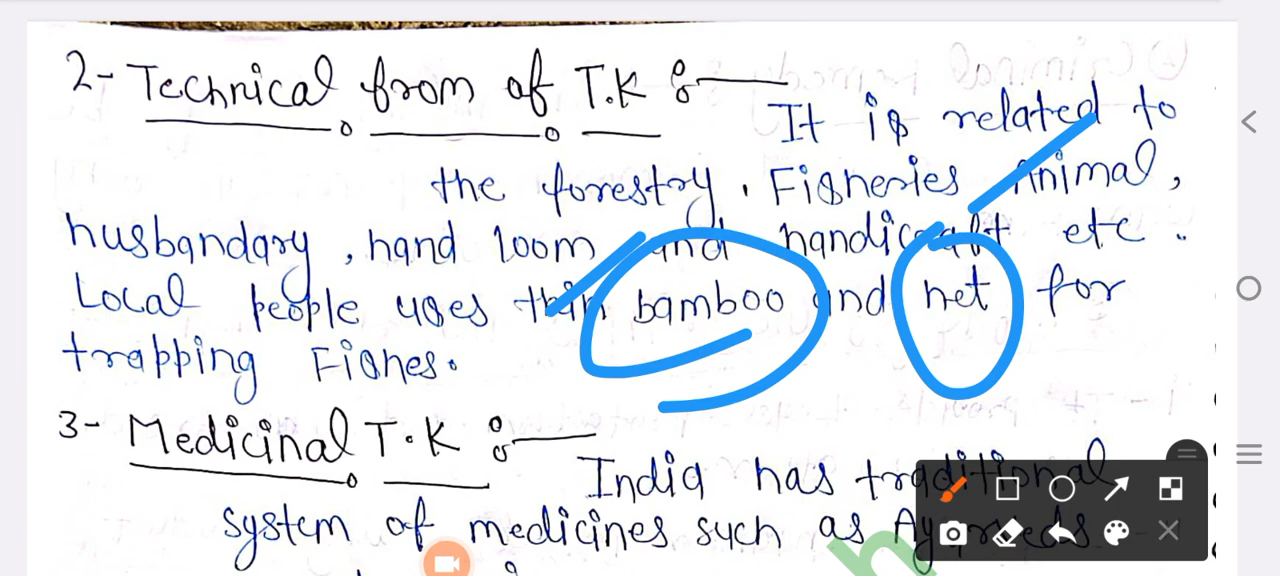 2- Technical from of T.K :-
It is related to
the forestry, Fisheries Animal,
husbandary, hand loom and handicraft etc.
Local people uses thin bamboo and net for
trapping Fishes.
3- Medicinal T.K :-
India has traditional
system of medicines such as